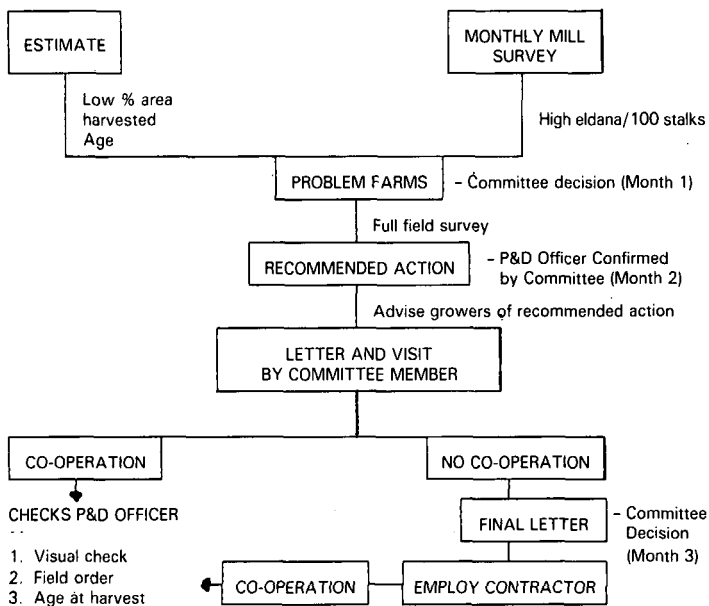 ESTIMATE
MONTHLY MILL
SURVEY
Low % area
harvested
Age
High eldana/100 stalks
PROBLEM FARMS
– Committee decision (Month 1)
Full field survey
RECOMMENDED ACTION
– P&D Officer Confirmed
by Committee (Month 2)
Advise growers of recommended action
LETTER AND VISIT
BY COMMITTEE MEMBER
CO-OPERATION
NO CO-OPERATION
CHECKS P&D OFFICER
FINAL LETTER
– Committee
Decision
(Month 3)
1. Visual check
2. Field order
3. Age at harvest
CO-OPERATION
EMPLOY CONTRACTOR